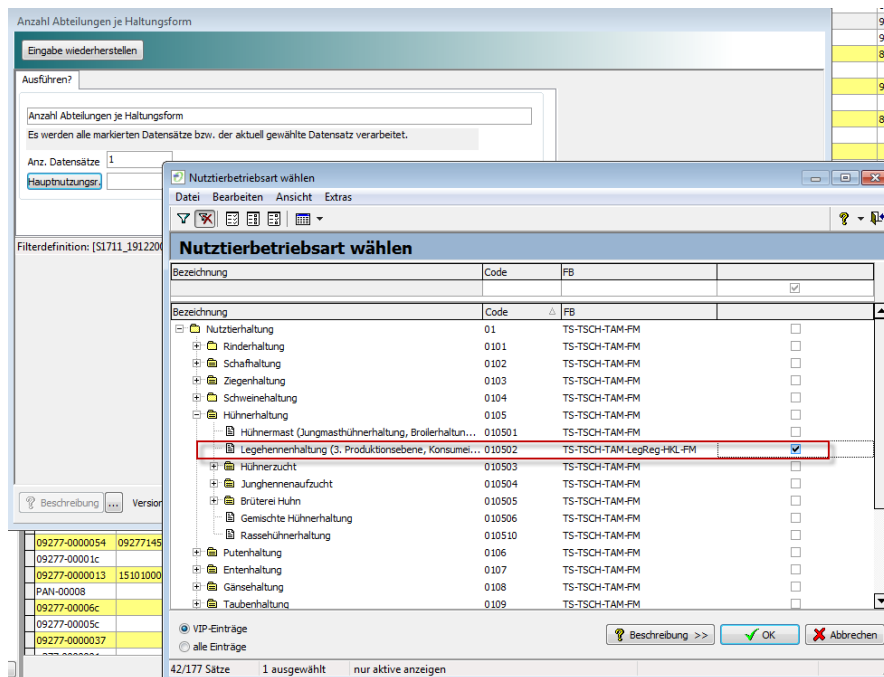 Anzahl Abteilungen je Haltungsform
Eingabe wiederherstellen
Ausführen?
Anzahl Abteilungen je Haltungsform
Es werden alle markierten Datensätze bzw. der aktuell gewählte Datensatz verarbeitet.
Anz. Datensätze 1
Hauptnutzungsr.
Filterdefinition: [S1711_191220
Beschreibung ... Version
09277-0000054 09277145
09277-00001c
09277-0000013 15101000
PAN-00008
09277-00006c
09277-00005c
09277-0000037
Nutztierbetriebsart wählen
Datei Bearbeiten Ansicht Extras
Nutztierbetriebsart wählen
Bezeichnung Code FB
Bezeichnung Code FB
Nutztierhaltung 01 TS-TSCH-TAM-FM
Rinderhaltung 0101 TS-TSCH-TAM-FM
Schafhaltung 0102 TS-TSCH-TAM-FM
Ziegenhaltung 0103 TS-TSCH-TAM-FM
Schweinehaltung 0104 TS-TSCH-TAM-FM
Hühnerhaltung 0105 TS-TSCH-TAM-FM
Hühnermast (Jungmasthühnerhaltung, Broilerhaltun... 010501 TS-TSCH-TAM-FM
Legehennenhaltung (3. Produktionsebene, Konsumei... 010502 TS-TSCH-TAM-LegReg-HKL-FM
Hühnerzucht 010503 TS-TSCH-TAM-FM
Junghennenaufzucht 010504 TS-TSCH-TAM-FM
Brüterei Huhn 010505 TS-TSCH-TAM-FM
Gemischte Hühnerhaltung 010506 TS-TSCH-TAM-FM
Rassehühnerhaltung 010510 TS-TSCH-TAM-FM
Putenhaltung 0106 TS-TSCH-TAM-FM
Entenhaltung 0107 TS-TSCH-TAM-FM
Gänsehaltung 0108 TS-TSCH-TAM-FM
Taubenhaltung 0109 TS-TSCH-TAM-FM
VIP-Einträge
alle Einträge
Beschreibung >> OK Abbrechen
42/177 Sätze 1 ausgewählt nur aktive anzeigen